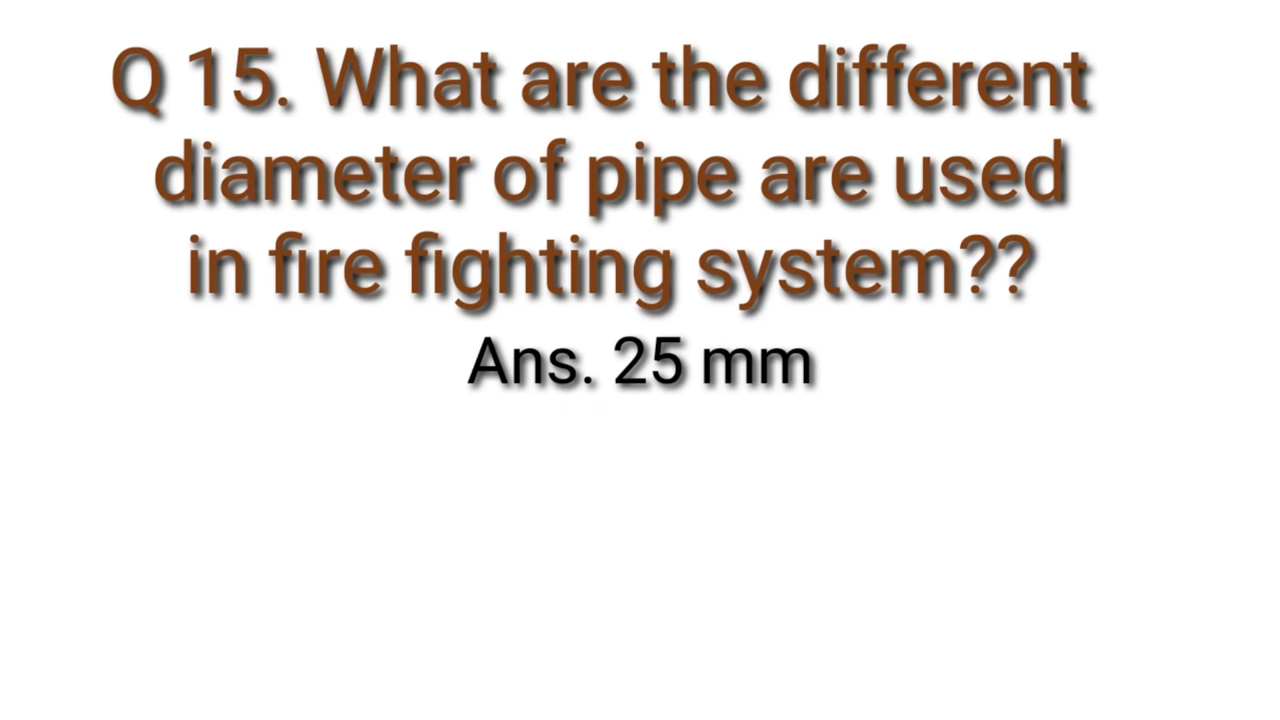 Q 15. What are the different
diameter of pipe are used
in fire fighting system??
Ans. 25 mm